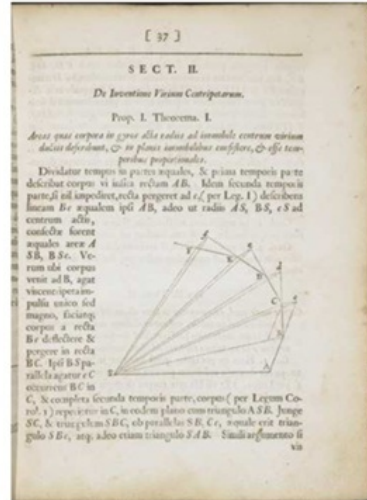 [ 37 ]
SECT. II.
De Inventione Virium Centripetarum.
Prop. I. Theorema. I.
Areas quas corpora in gyros acta radiis ad immobile centrum virium
ductis describunt, & in planis immobilibus consistere, & esse tem-
poribus proportionales.
Dividatur tempus in partes æquales, & prima temporis parte
describat corpus vi insita rectam AB. Idem secunda temporis
parte, si nil impediret, recta pergeret ad c, (per Leg. 1) describens
lineam Bc æqualem ipsi AB, adeo ut radiis AS, BS, cS ad
centrum actis,
confectæ forent
æquales areæ A
SB, BSc. Ve-
rum ubi corpus
venit ad B, agat
vis centripeta im-
pulsu unico sed
magno, faciatq;
corpus a recta
Bc deflectere &
pergere in recta
BC. Ipsi BS pa-
rallela agatur cC
occurrens BC in
C, & completa secunda temporis parte, corpus (per Legum Co-
rol. 1) reperietur in C, in eodem plano cum triangulo ASB. Junge
SC, & triangulum SBC, ob parallelas SB, Cc, æquale erit trian-
gulo SBc, atq; adeo etiam triangulo SAB. Simili argumento si
vis
d
e
E
D
F
C
c
B
S
A